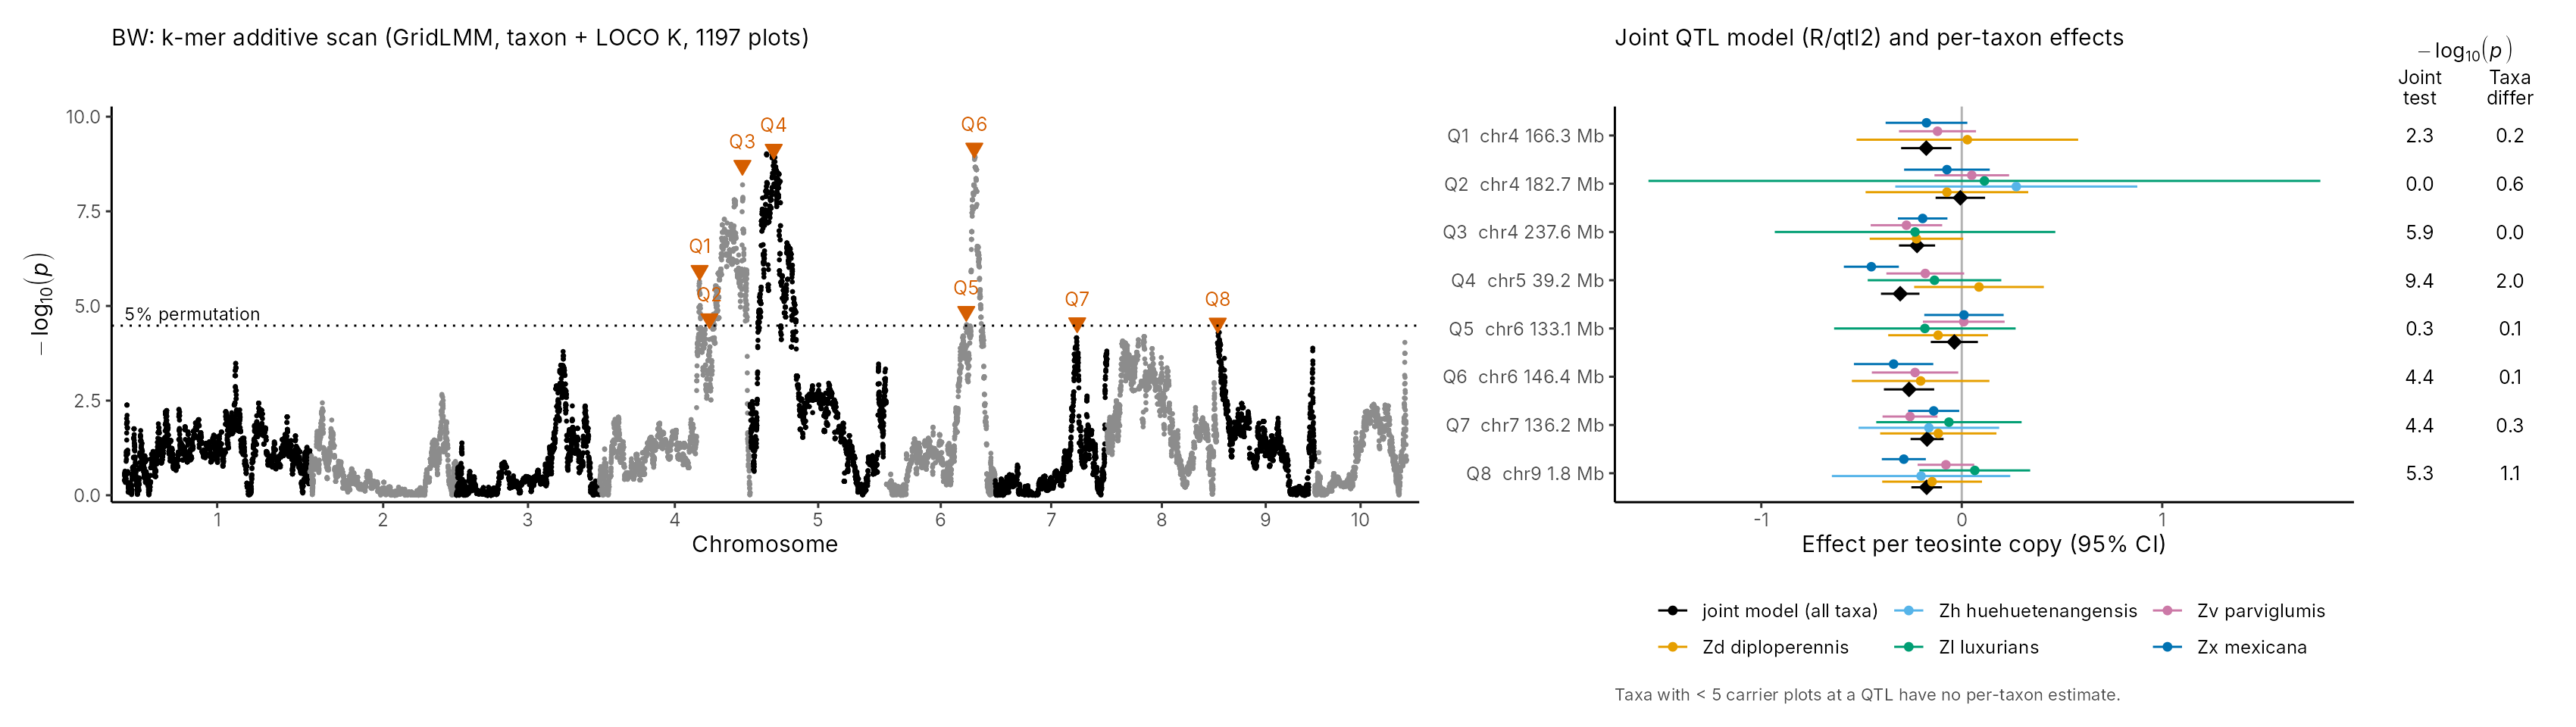 BW: k-mer additive scan (GridLMM, taxon + LOCO K, 1197 plots)
−log10(p)
10.0
7.5
5.0
2.5
0.0
5% permutation
Q1
Q2
Q3
Q4
Q5
Q6
Q7
Q8
1 2 3 4 5 6 7 8 9 10
Chromosome
Joint QTL model (R/qtl2) and per-taxon effects
−log10(p)
Joint test
Taxa differ
Q1 chr4 166.3 Mb 2.3 0.2
Q2 chr4 182.7 Mb 0.0 0.6
Q3 chr4 237.6 Mb 5.9 0.0
Q4 chr5 39.2 Mb 9.4 2.0
Q5 chr6 133.1 Mb 0.3 0.1
Q6 chr6 146.4 Mb 4.4 0.1
Q7 chr7 136.2 Mb 4.4 0.3
Q8 chr9 1.8 Mb 5.3 1.1
-1 0 1
Effect per teosinte copy (95% CI)
joint model (all taxa) Zh huehuetenangensis Zv parviglumis
Zd diploperennis Zl luxurians Zx mexicana
Taxa with < 5 carrier plots at a QTL have no per-taxon estimate.